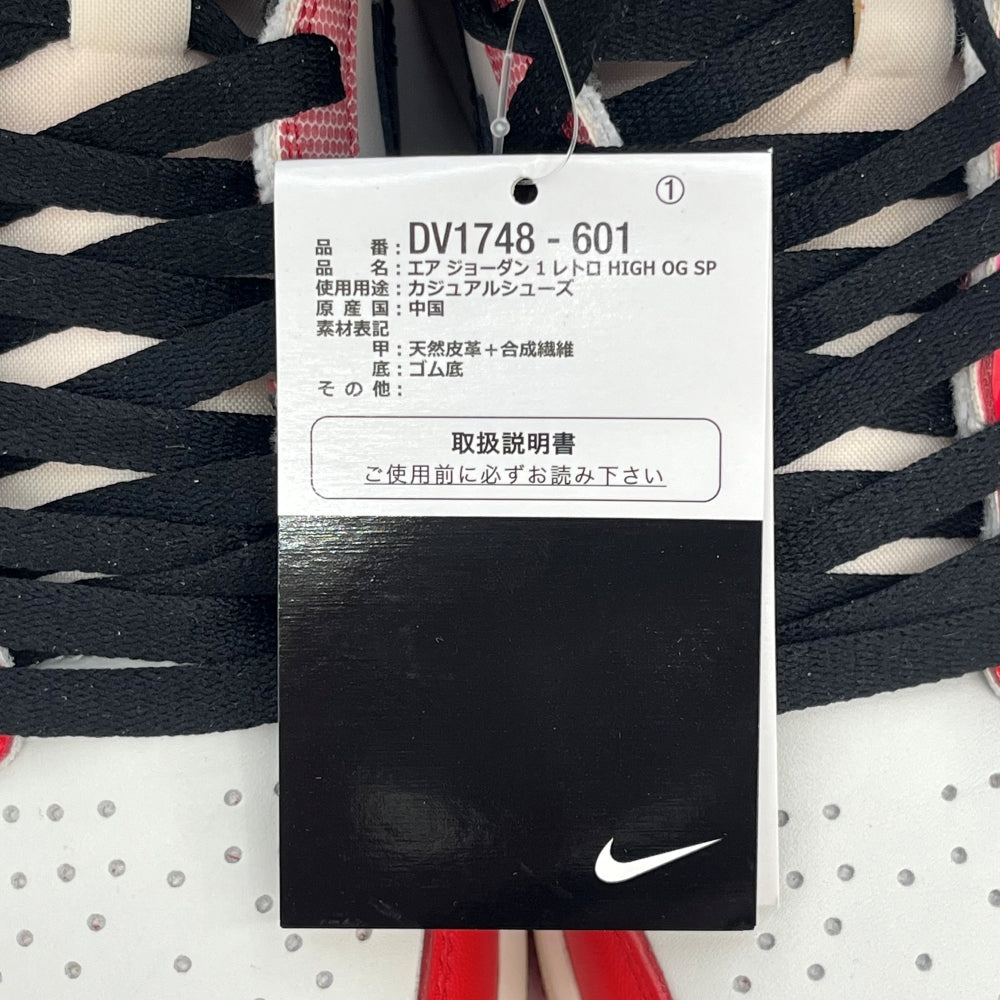 ①
品 番：DV1748 - 601
品 名：エア ジョーダン 1 レトロ HIGH OG SP
使用用途：カジュアルシューズ
原 産 国：中国
素材表記
甲：天然皮革＋合成繊維
底：ゴム底
そ の 他：
取扱説明書
ご使用前に必ずお読み下さい